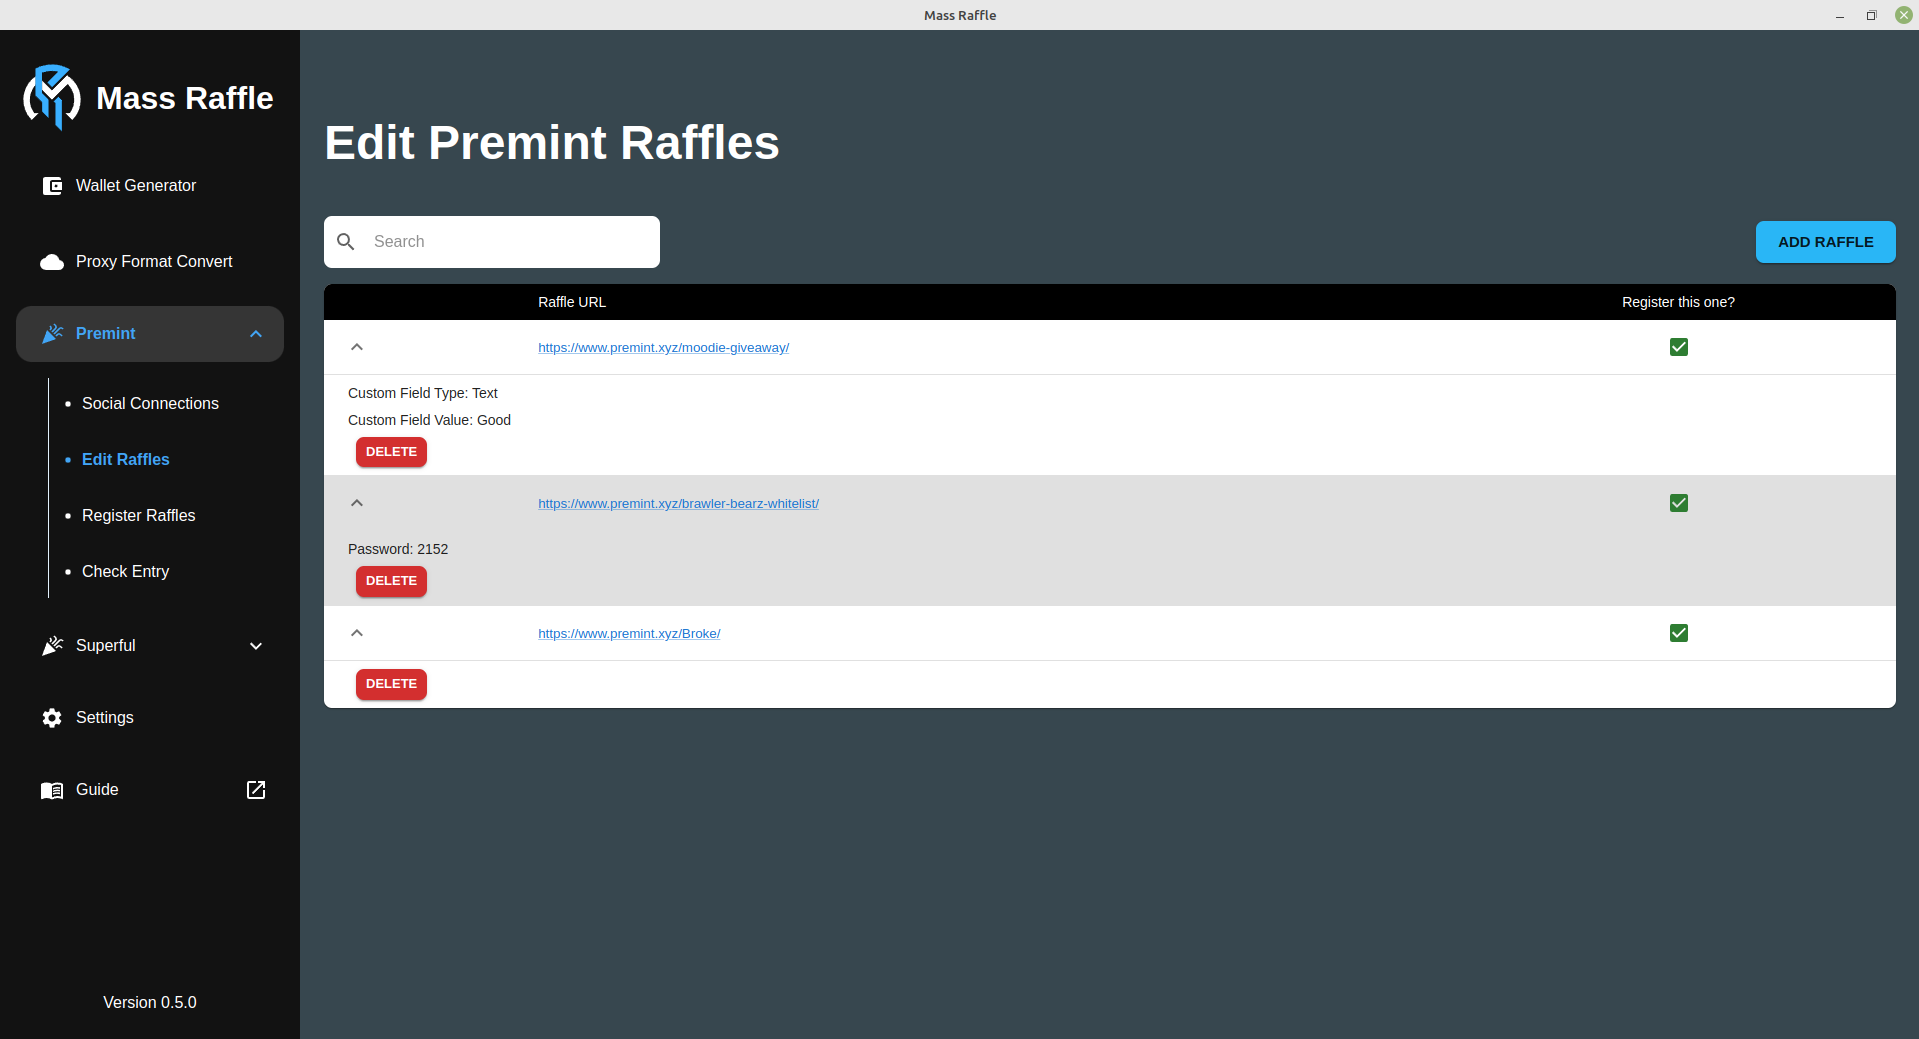 Mass Raffle
Mass Raffle
Wallet Generator
Proxy Format Convert
Premint
Social Connections
Edit Raffles
Register Raffles
Check Entry
Superful
Settings
Guide
Version 0.5.0
Edit Premint Raffles
Search
ADD RAFFLE
Raffle URL Register this one?
https://www.premint.xyz/moodie-giveaway/
Custom Field Type: Text
Custom Field Value: Good
DELETE
https://www.premint.xyz/brawler-bearz-whitelist/
Password: 2152
DELETE
https://www.premint.xyz/Broke/
DELETE